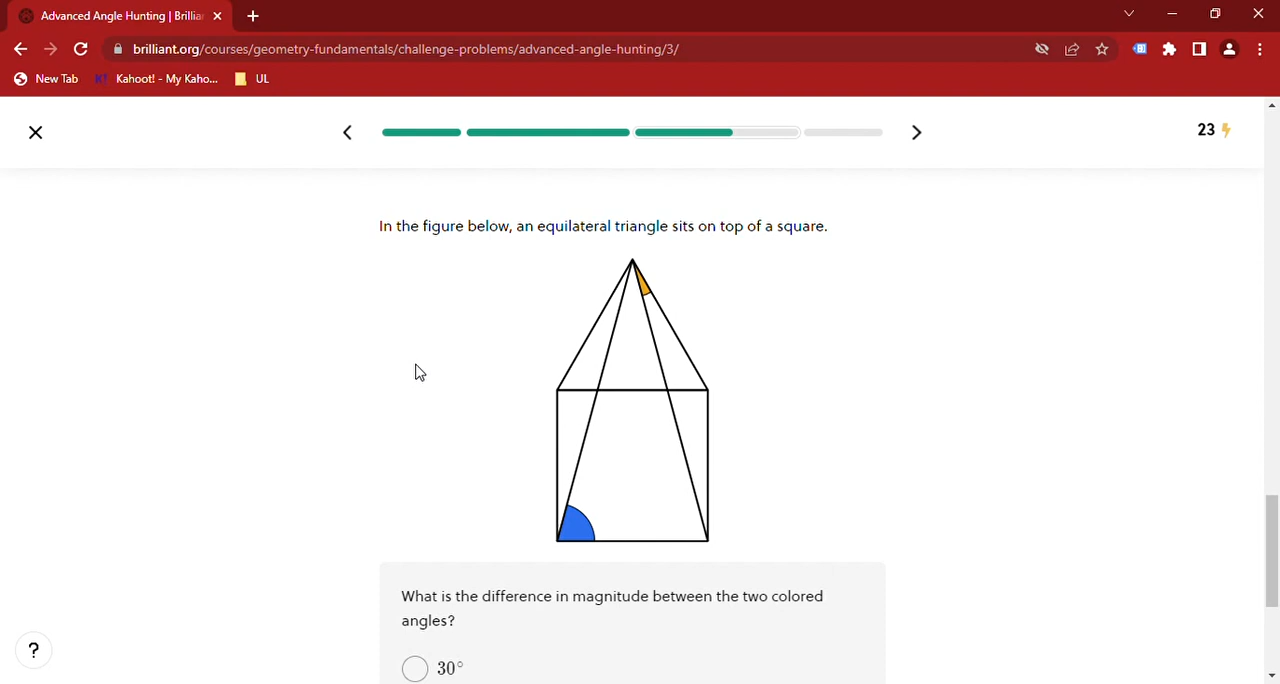 Advanced Angle Hunting | Brillia
brilliant.org/courses/geometry-fundamentals/challenge-problems/advanced-angle-hunting/3/
New Tab K! Kahoot! - My Kaho... UL
23
In the figure below, an equilateral triangle sits on top of a square.
What is the difference in magnitude between the two colored
angles?
30°
?